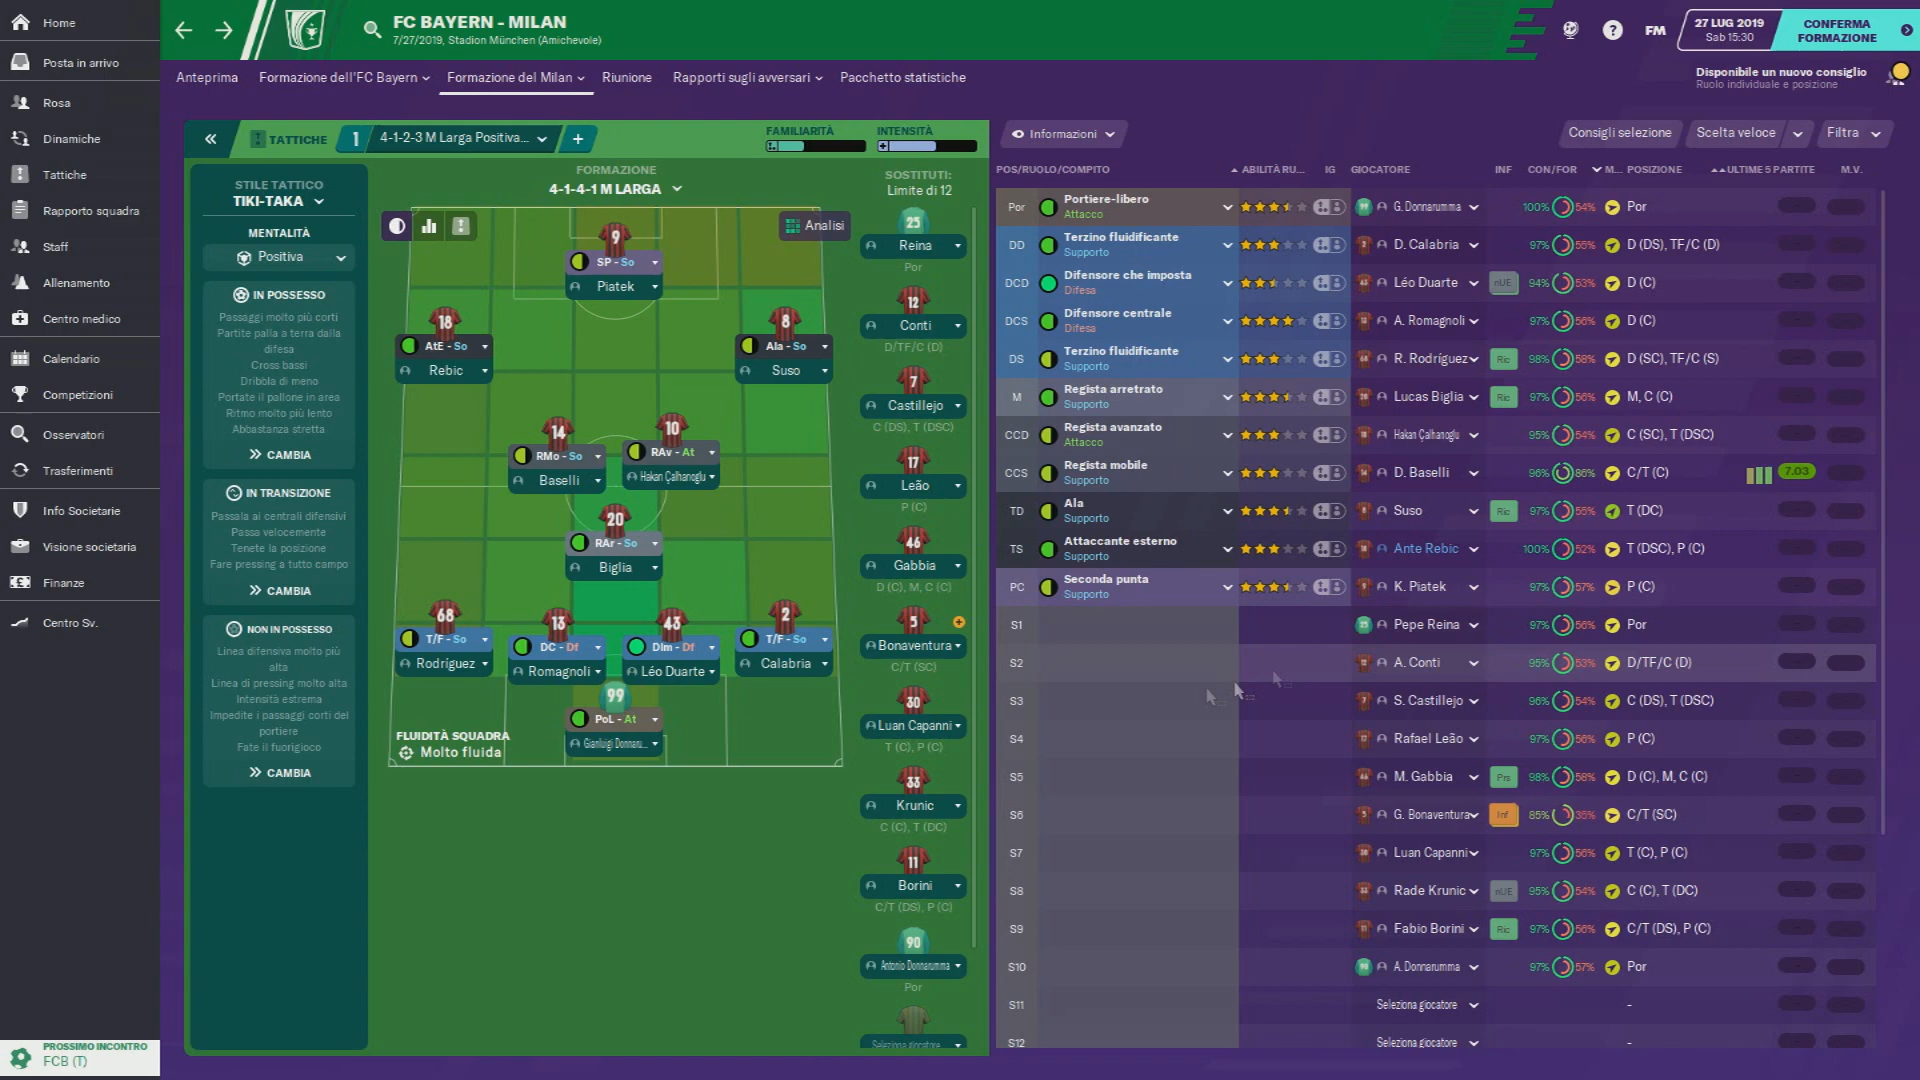 Home
Posta in arrivo
Rosa
Dinamiche
Tattiche
Rapporto squadra
Staff
Allenamento
Centro medico
Calendario
Competizioni
Osservatori
Trasferimenti
Info Societarie
Visione societaria
Finanze
Centro Sv.
PROSSIMO INCONTRO
FCB (T)
FC BAYERN - MILAN
7/27/2019, Stadion München (Amichevole)
FM
27 LUG 2019
Sab 15:30
CONFERMA FORMAZIONE
Anteprima Formazione dell'FC Bayern Formazione del Milan Riunione Rapporti sugli avversari Pacchetto statistiche
Disponibile un nuovo consiglio
Ruolo individuale e posizione
TATTICHE 1 4-1-2-3 M Larga Positiva... +
FAMILIARITÀ INTENSITÀ
STILE TATTICO
TIKI-TAKA
MENTALITÀ
Positiva
IN POSSESSO
Passaggi molto più corti
Partite palla a terra dalla
difesa
Cross bassi
Dribbla di meno
Portate il pallone in area
Ritmo molto più lento
Abbastanza stretta
CAMBIA
IN TRANSIZIONE
Passala ai centrali difensivi
Passa velocemente
Tenete la posizione
Fare pressing a tutto campo
CAMBIA
NON IN POSSESSO
Linea difensiva molto più
alta
Linea di pressing molto alta
Intensità estrema
Impedite i passaggi corti del
portiere
Fate il fuorigioco
CAMBIA
FORMAZIONE
4-1-4-1 M LARGA
Analisi
9
SP - So
Piatek
18
AtE - So
Rebic
8
Ala - So
Suso
14
RMo - So
Baselli
10
RAv - At
Hakan Çalhanoglu
20
RAr - So
Biglia
68
T/F - So
Rodríguez
13
DC - Df
Romagnoli
43
DIm - Df
Léo Duarte
2
T/F - So
Calabria
99
PoL - At
Gianluigi Donnaru...
FLUIDITÀ SQUADRA
Molto fluida
SOSTITUTI:
Limite di 12
25
Reina
Por
12
Conti
D/TF/C (D)
7
Castillejo
C (DS), T (DSC)
17
Leão
P (C)
46
Gabbia
D (C), M, C (C)
5
Bonaventura
C/T (SC)
30
Luan Capanni
T (C), P (C)
33
Krunic
C (C), T (DC)
11
Borini
C/T (DS), P (C)
90
Antonio Donnarumma
Por
Seleziona giocatore
Informazioni
Consigli selezione Scelta veloce Filtra
POS/RUOLO/COMPITO ABILITÀ RU... IG GIOCATORE INF CON/FOR M... POSIZIONE ULTIME 5 PARTITE M.V.
Por Portiere-libero Attacco G. Donnarumma 100% 54% Por
DD Terzino fluidificante Supporto D. Calabria 97% 55% D (DS), TF/C (D)
DCD Difensore che imposta Difesa Léo Duarte nUE 94% 53% D (C)
DCS Difensore centrale Difesa A. Romagnoli 97% 56% D (C)
DS Terzino fluidificante Supporto R. Rodríguez Ric 98% 58% D (SC), TF/C (S)
M Regista arretrato Supporto Lucas Biglia Ric 97% 56% M, C (C)
CCD Regista avanzato Attacco Hakan Çalhanoglu 95% 54% C (SC), T (DSC)
CCS Regista mobile Supporto D. Baselli 96% 86% C/T (C) 7.03
TD Ala Supporto Suso Ric 97% 55% T (DC)
TS Attaccante esterno Supporto Ante Rebic 100% 52% T (DSC), P (C)
PC Seconda punta Supporto K. Piatek 97% 57% P (C)
S1 Pepe Reina 97% 56% Por
S2 A. Conti 95% 53% D/TF/C (D)
S3 S. Castillejo 96% 54% C (DS), T (DSC)
S4 Rafael Leão 97% 56% P (C)
S5 M. Gabbia Prs 98% 56% D (C), M, C (C)
S6 G. Bonaventura Inf 85% 35% C/T (SC)
S7 Luan Capanni 97% 56% T (C), P (C)
S8 Rade Krunic nUE 95% 54% C (C), T (DC)
S9 Fabio Borini Ric 97% 56% C/T (DS), P (C)
S10 A. Donnarumma 97% 57% Por
S11 Seleziona giocatore -
S12 Seleziona giocatore -